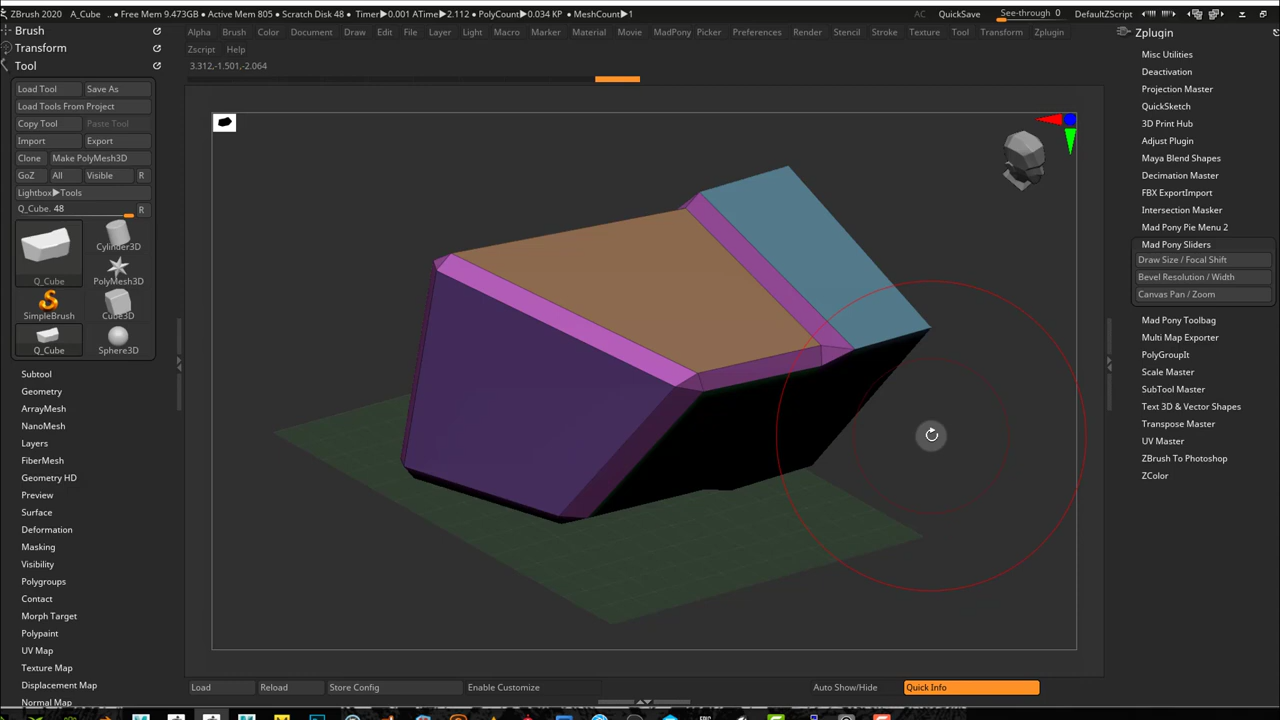 ZBrush 2020 A_Cube .. • Free Mem 9.473GB • Active Mem 805 • Scratch Disk 48 • Timer▶0.001 ATime▶2.112 • PolyCount▶0.034 KP • MeshCount▶1 AC QuickSave See-through 0 DefaultZScript
Brush
Transform
Tool
Load Tool Save As
Load Tools From Project
Copy Tool Paste Tool
Import Export
Clone Make PolyMesh3D
GoZ All Visible R
Lightbox▶Tools
Q_Cube. 48 R
Cylinder3D
Q_Cube PolyMesh3D
SimpleBrush Cube3D
Q_Cube Sphere3D
Subtool
Geometry
ArrayMesh
NanoMesh
Layers
FiberMesh
Geometry HD
Preview
Surface
Deformation
Masking
Visibility
Polygroups
Contact
Morph Target
Polypaint
UV Map
Texture Map
Displacement Map
Normal Map
Alpha Brush Color Document Draw Edit File Layer Light Macro Marker Material Movie MadPony Picker Preferences Render Stencil Stroke Texture Tool Transform Zplugin
Zscript Help
3.312,-1.501,-2.064
Load Reload Store Config Enable Customize Auto Show/Hide Quick Info
Zplugin
Misc Utilities
Deactivation
Projection Master
QuickSketch
3D Print Hub
Adjust Plugin
Maya Blend Shapes
Decimation Master
FBX ExportImport
Intersection Masker
Mad Pony Pie Menu 2
Mad Pony Sliders
Draw Size / Focal Shift
Bevel Resolution / Width
Canvas Pan / Zoom
Mad Pony Toolbag
Multi Map Exporter
PolyGroupIt
Scale Master
SubTool Master
Text 3D & Vector Shapes
Transpose Master
UV Master
ZBrush To Photoshop
ZColor